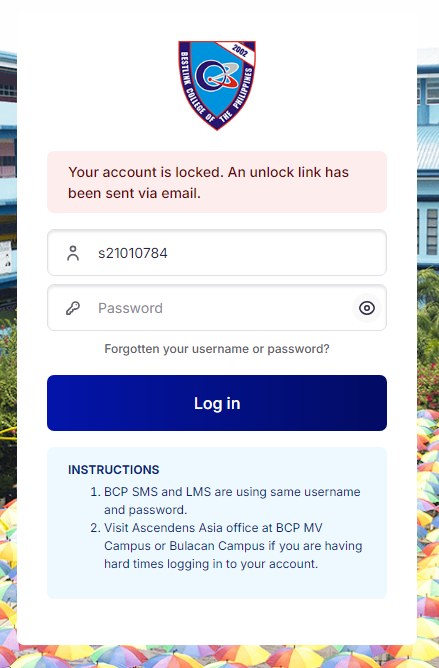 2002
BESTLINK COLLEGE OF THE PHILIPPINES
Your account is locked. An unlock link has
been sent via email.
s21010784
Password
Forgotten your username or password?
Log in
INSTRUCTIONS
1. BCP SMS and LMS are using same username
and password.
2. Visit Ascendens Asia office at BCP MV
Campus or Bulacan Campus if you are having
hard times logging in to your account.